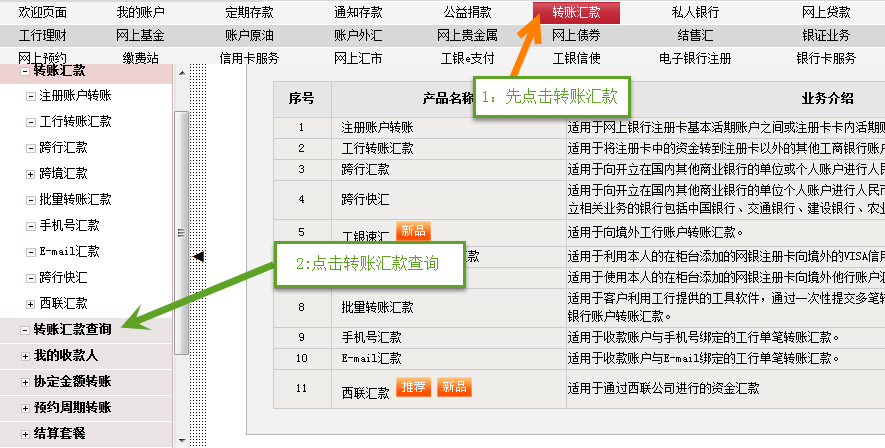 欢迎页面 我的账户 定期存款 通知存款 公益捐款 转账汇款 私人银行 网上贷款
工行理财 网上基金 账户原油 账户外汇 网上贵金属 网上债券 结售汇 银证业务
网上预约 缴费站 信用卡服务 网上汇市 工银e支付 工银信使 电子银行注册 银行卡服务
转账汇款
注册账户转账
工行转账汇款
跨行汇款
跨境汇款
批量转账汇款
手机号汇款
E-mail汇款
跨行快汇
西联汇款
转账汇款查询
我的收款人
协定金额转账
预约周期转账
结算套餐
1: 先点击转账汇款
2:点击转账汇款查询
序号 产品名称 业务介绍
1 注册账户转账 适用于网上银行注册卡基本活期账户之间或注册卡卡内活期账
2 工行转账汇款 适用于将注册卡中的资金转到注册卡以外的其他工商银行账户
3 跨行汇款 适用于向开立在国内其他商业银行的单位或个人账户进行人民
4 跨行快汇 适用于向开立在国内其他商业银行的单位个人账户进行人民币
立相关业务的银行包括中国银行、交通银行、建设银行、农业
5 工银速汇 新品 适用于向境外工行账户转账汇款。
款 适用于利用本人的在柜台添加的网银注册卡向境外的VISA信用
适用于使用本人的在柜台添加的网银注册卡向境外他行账户汇
8 批量转账汇款 适用于客户利用工行提供的工具软件，通过一次性提交多笔转
银行账户转账汇款。
9 手机号汇款 适用于收款账户与手机号绑定的工行单笔转账汇款。
10 E-mail汇款 适用于收款账户与E-mail绑定的工行单笔转账汇款。
11 西联汇款 推荐 新品 适用于通过西联公司进行的资金汇款